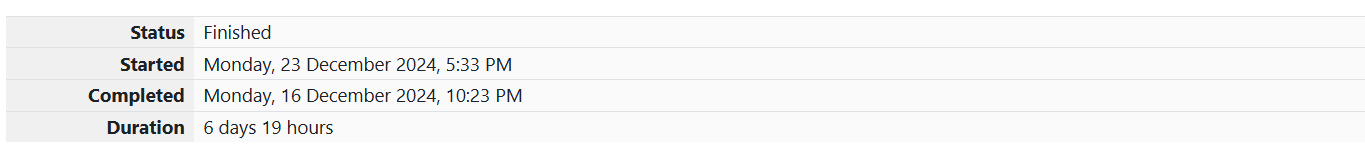 Status Finished
Started Monday, 23 December 2024, 5:33 PM
Completed Monday, 16 December 2024, 10:23 PM
Duration 6 days 19 hours